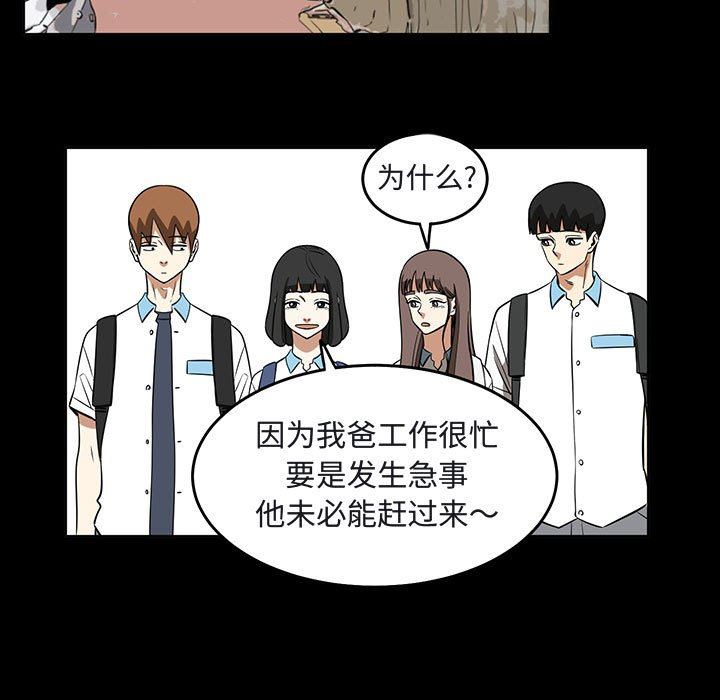 为什么?
因为我爸工作很忙
要是发生急事
他未必能赶过来～